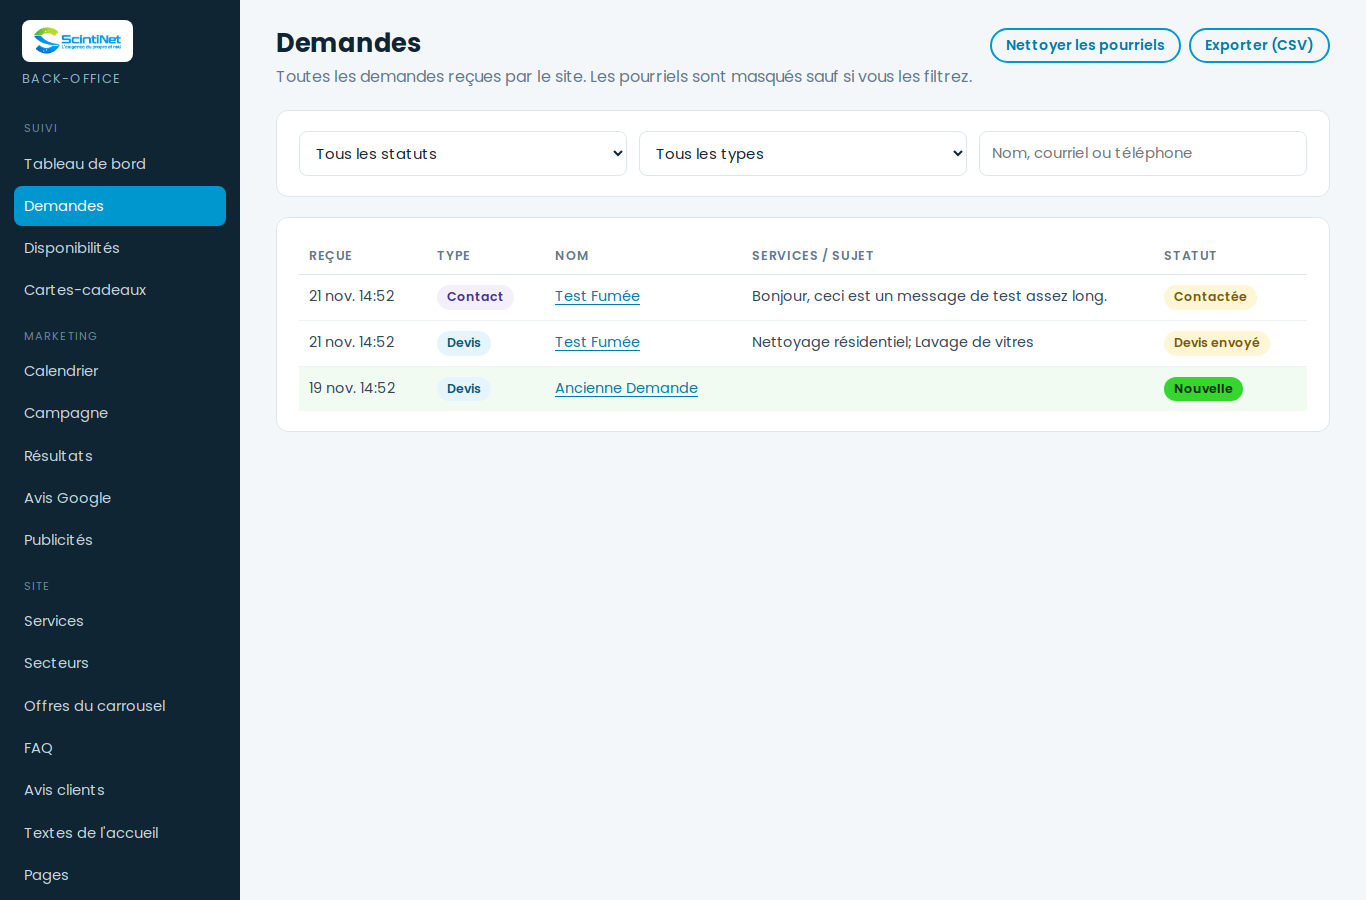 ScintiNet
L'exigence du propre et net
BACK-OFFICE
SUIVI
Tableau de bord
Demandes
Disponibilités
Cartes-cadeaux
MARKETING
Calendrier
Campagne
Résultats
Avis Google
Publicités
SITE
Services
Secteurs
Offres du carrousel
FAQ
Avis clients
Textes de l'accueil
Pages
Demandes
Toutes les demandes reçues par le site. Les pourriels sont masqués sauf si vous les filtrez.
Nettoyer les pourriels
Exporter (CSV)
Tous les statuts
Tous les types
Nom, courriel ou téléphone
REÇUE TYPE NOM SERVICES / SUJET STATUT
21 nov. 14:52 Contact Test Fumée Bonjour, ceci est un message de test assez long. Contactée
21 nov. 14:52 Devis Test Fumée Nettoyage résidentiel; Lavage de vitres Devis envoyé
19 nov. 14:52 Devis Ancienne Demande Nouvelle